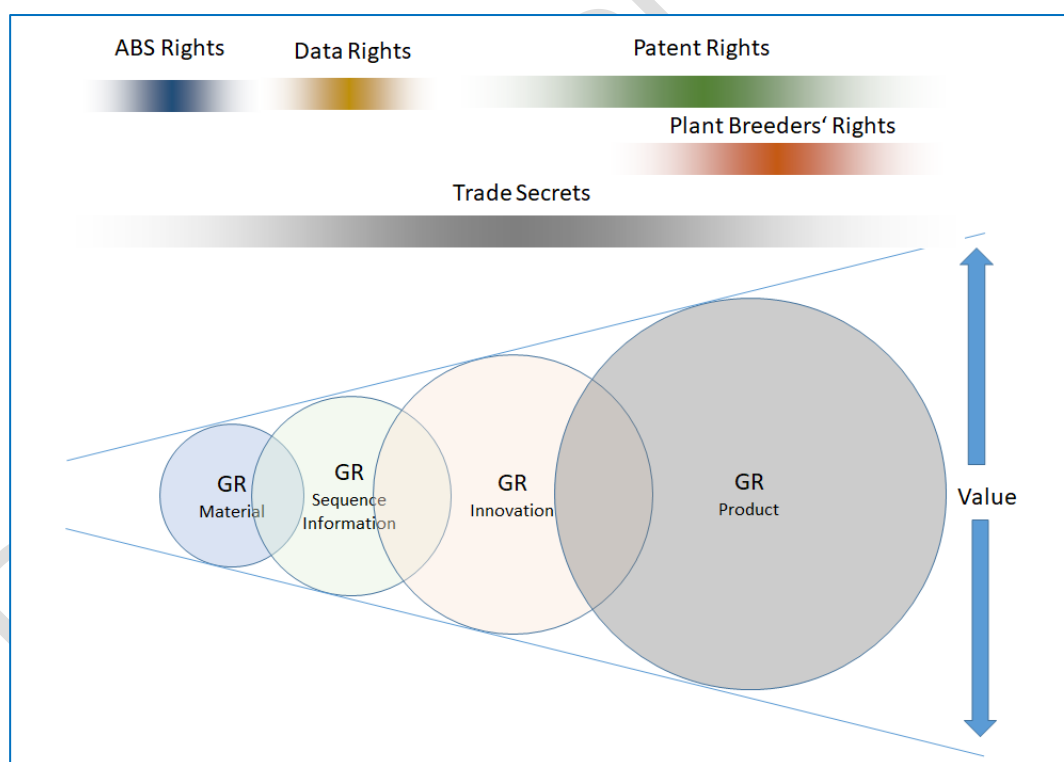 ABS Rights
Data Rights
Patent Rights
Plant Breeders‘ Rights
Trade Secrets
GR
Material
GR
Sequence
Information
GR
Innovation
GR
Product
Value